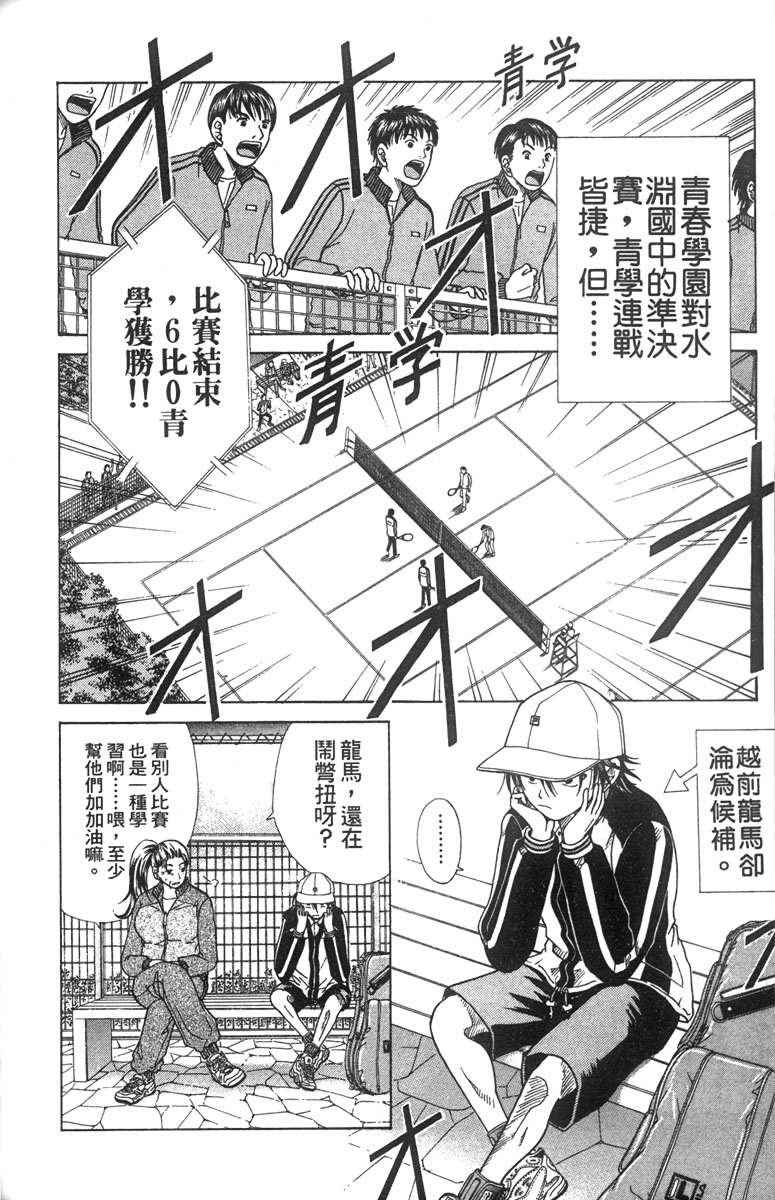 青学
オ
オ
オ
青春學園對水
淵國中的準決
賽，青學連戰
皆捷，但……
比賽結束
，6比0青
學獲勝!!
青学
オ
オ
オ
越前龍馬卻
淪為候補。
………
龍馬，還在
鬧彆扭呀？
看別人比賽
也是一種學
習啊……喂，至少
幫他們加加油嘛。
オ